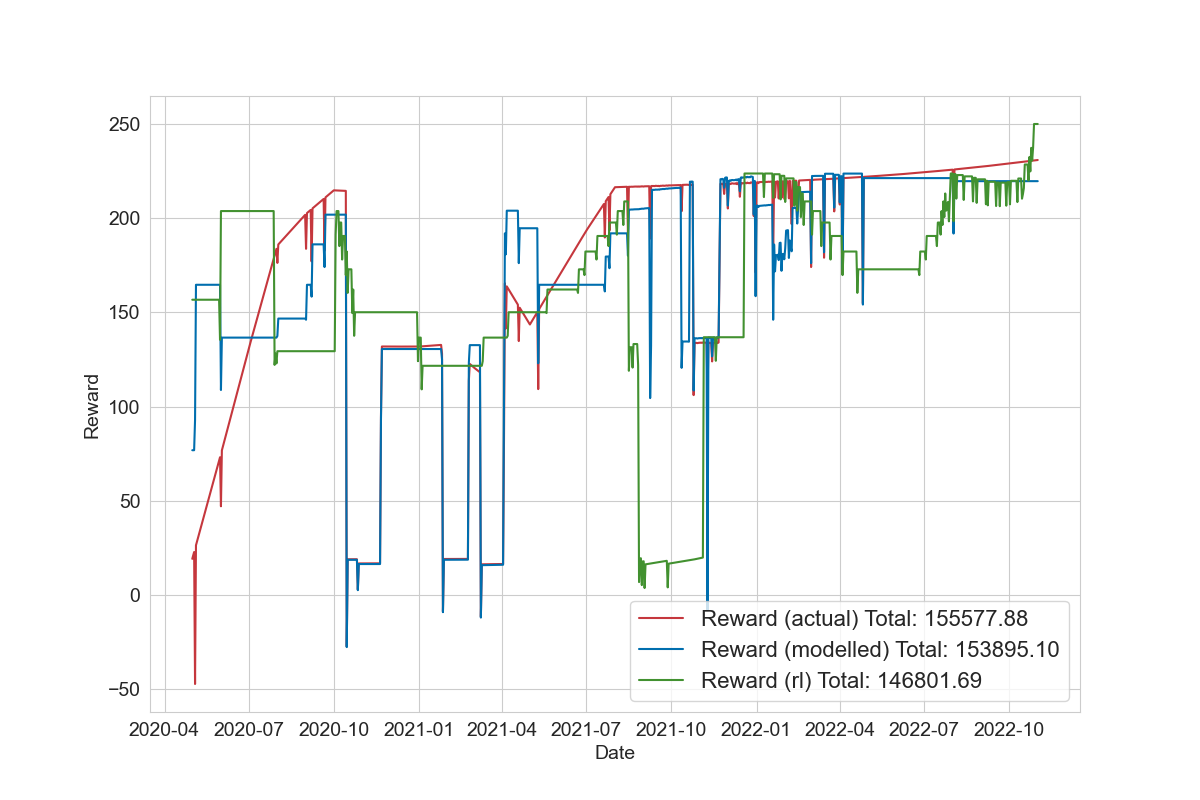 250
200
150
100
50
0
−50
Reward
Reward (actual) Total: 155577.88
Reward (modelled) Total: 153895.10
Reward (rl) Total: 146801.69
2020-04 2020-07 2020-10 2021-01 2021-04 2021-07 2021-10 2022-01 2022-04 2022-07 2022-10
Date